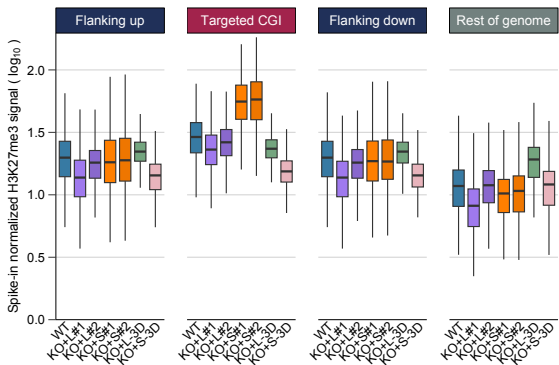 Flanking up
Targeted CGI
Flanking down
Rest of genome
Spike-in normalized H3K27me3 signal (log10)
2.0
1.5
1.0
0.5
0.0
WT
KO+L#1
KO+L#2
KO+S#1
KO+S#2
KO+L-3D
KO+S-3D
WT
KO+L#1
KO+L#2
KO+S#1
KO+S#2
KO+L-3D
KO+S-3D
WT
KO+L#1
KO+L#2
KO+S#1
KO+S#2
KO+L-3D
KO+S-3D
WT
KO+L#1
KO+L#2
KO+S#1
KO+S#2
KO+L-3D
KO+S-3D